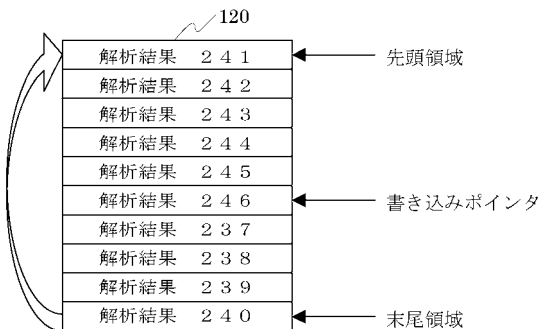 120
解析結果 ２４１ 先頭領域
解析結果 ２４２
解析結果 ２４３
解析結果 ２４４
解析結果 ２４５
解析結果 ２４６ 書き込みポインタ
解析結果 ２３７
解析結果 ２３８
解析結果 ２３９
解析結果 ２４０ 末尾領域